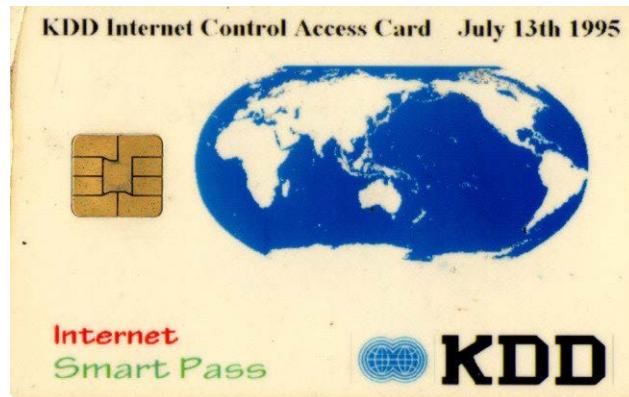 KDD Internet Control Access Card July 13th 1995
Internet
Smart Pass
KDD